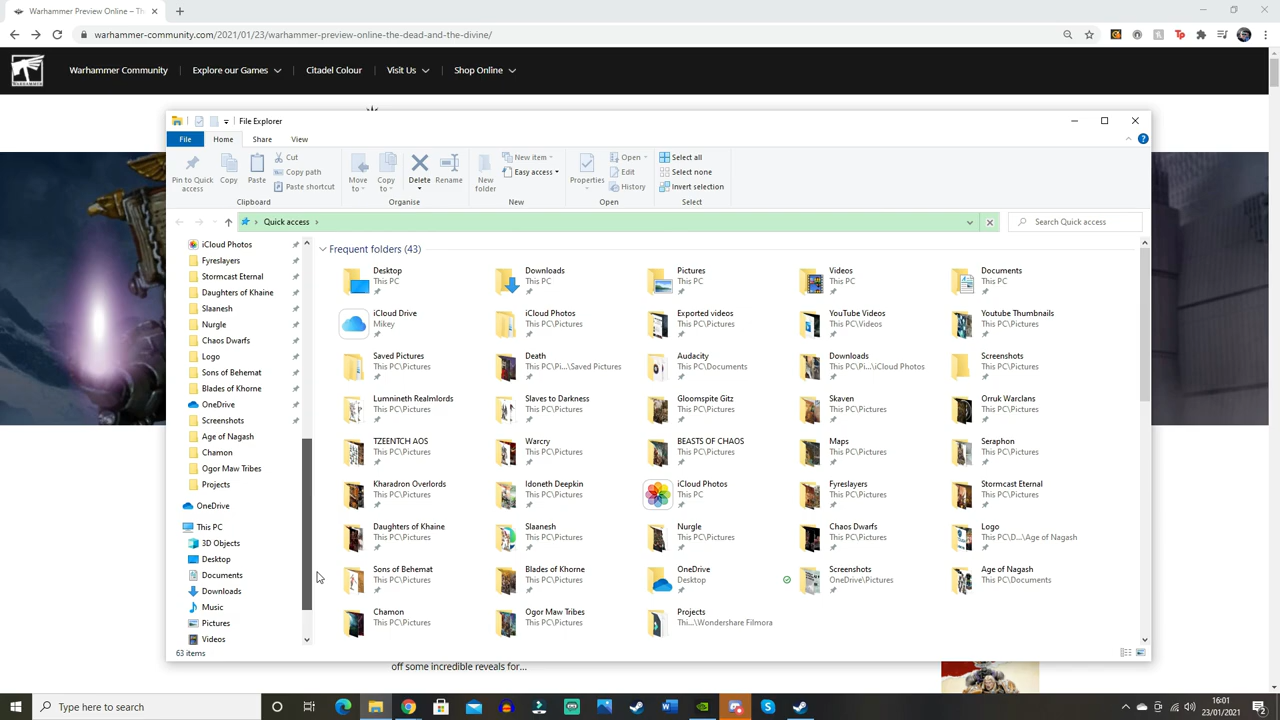 Warhammer Preview Online – Th
warhammer-community.com/2021/01/23/warhammer-preview-online-the-dead-and-the-divine/
Warhammer Community
Explore our Games
Citadel Colour
Visit Us
Shop Online
File Explorer
File
Home
Share
View
Pin to Quick
access
Copy
Paste
Cut
Copy path
Paste shortcut
Clipboard
Move
to
Copy
to
Delete
Rename
Organise
New
folder
New item
Easy access
New
Properties
Open
Edit
History
Open
Select all
Select none
Invert selection
Select
Quick access
Search Quick access
iCloud Photos
Fyreslayers
Stormcast Eternal
Daughters of Khaine
Slaanesh
Nurgle
Chaos Dwarfs
Logo
Sons of Behemat
Blades of Khorne
OneDrive
Screenshots
Age of Nagash
Chamon
Ogor Maw Tribes
Projects
OneDrive
This PC
3D Objects
Desktop
Documents
Downloads
Music
Pictures
Videos
Frequent folders (43)
Desktop
This PC
Downloads
This PC
Pictures
This PC
Videos
This PC
Documents
This PC
iCloud Drive
Mikey
iCloud Photos
This PC\Pictures
Exported videos
This PC\Pictures
YouTube Videos
This PC\Videos
Youtube Thumbnails
This PC\Pictures
Saved Pictures
This PC\Pictures
Death
This PC\Pi...\Saved Pictures
Audacity
This PC\Documents
Downloads
This PC\Pi...\iCloud Photos
Screenshots
This PC\Pictures
Lumnineth Realmlords
This PC\Pictures
Slaves to Darkness
This PC\Pictures
Gloomspite Gitz
This PC\Pictures
Skaven
This PC\Pictures
Orruk Warclans
This PC\Pictures
TZEENTCH AOS
This PC\Pictures
Warcry
This PC\Pictures
BEASTS OF CHAOS
This PC\Pictures
Maps
This PC\Pictures
Seraphon
This PC\Pictures
Kharadron Overlords
This PC\Pictures
Idoneth Deepkin
This PC\Pictures
iCloud Photos
This PC
Fyreslayers
This PC\Pictures
Stormcast Eternal
This PC\Pictures
Daughters of Khaine
This PC\Pictures
Slaanesh
This PC\Pictures
Nurgle
This PC\Pictures
Chaos Dwarfs
This PC\Pictures
Logo
This PC\D...\Age of Nagash
Sons of Behemat
This PC\Pictures
Blades of Khorne
This PC\Pictures
OneDrive
Desktop
Screenshots
OneDrive\Pictures
Age of Nagash
This PC\Documents
Chamon
This PC\Pictures
Ogor Maw Tribes
This PC\Pictures
Projects
Thi...\Wondershare Filmora
63 items
off some incredible reveals for...
Type here to search
16:01
23/01/2021